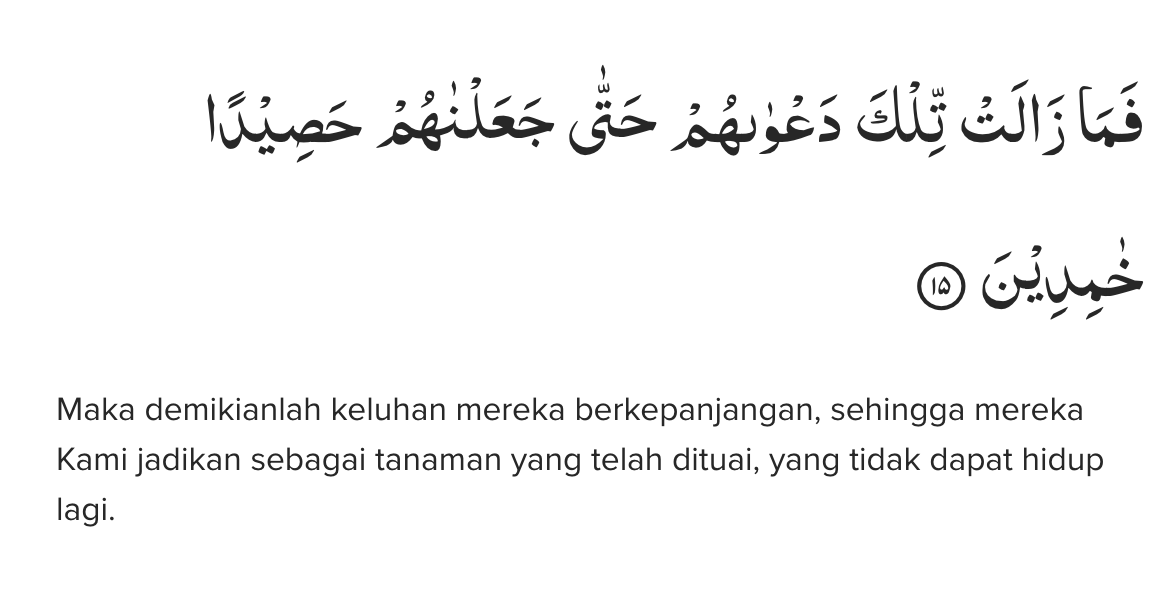 فَمَا زَالَتْ تِّلْكَ دَعْوٰىهُمْ حَتّٰى جَعَلْنٰهُمْ حَصِيْدًا
خٰمِدِيْنَ ١٥
Maka demikianlah keluhan mereka berkepanjangan, sehingga mereka
Kami jadikan sebagai tanaman yang telah dituai, yang tidak dapat hidup
lagi.